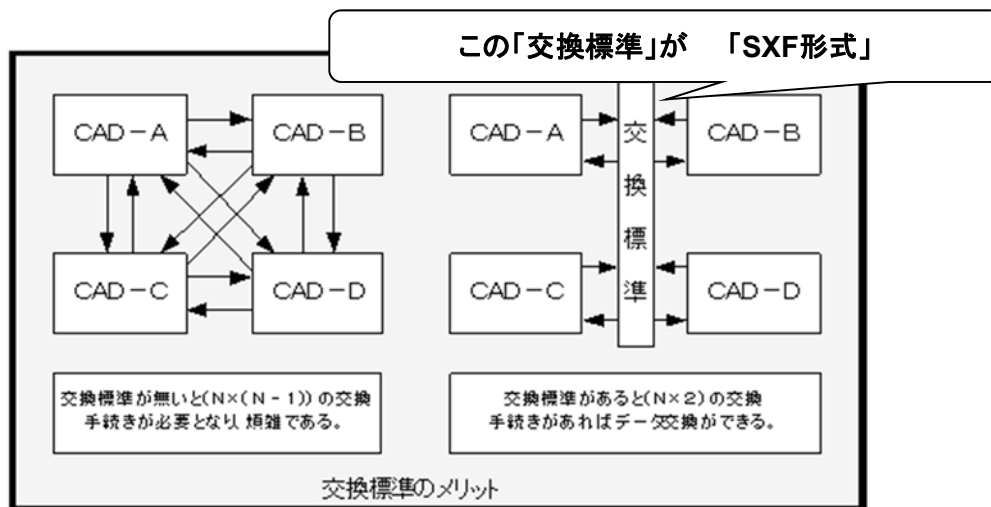 この「交換標準」が 「SXF形式」
CAD－A
CAD－B
CAD－C
CAD－D
交換標準が無いと(N×(N－1))の交換
手続きが必要となり、煩雑である。
CAD－A
交換標準
CAD－B
CAD－C
CAD－D
交換標準があると(N×2)の交換
手続きがあればデータ交換ができる。
交換標準のメリット